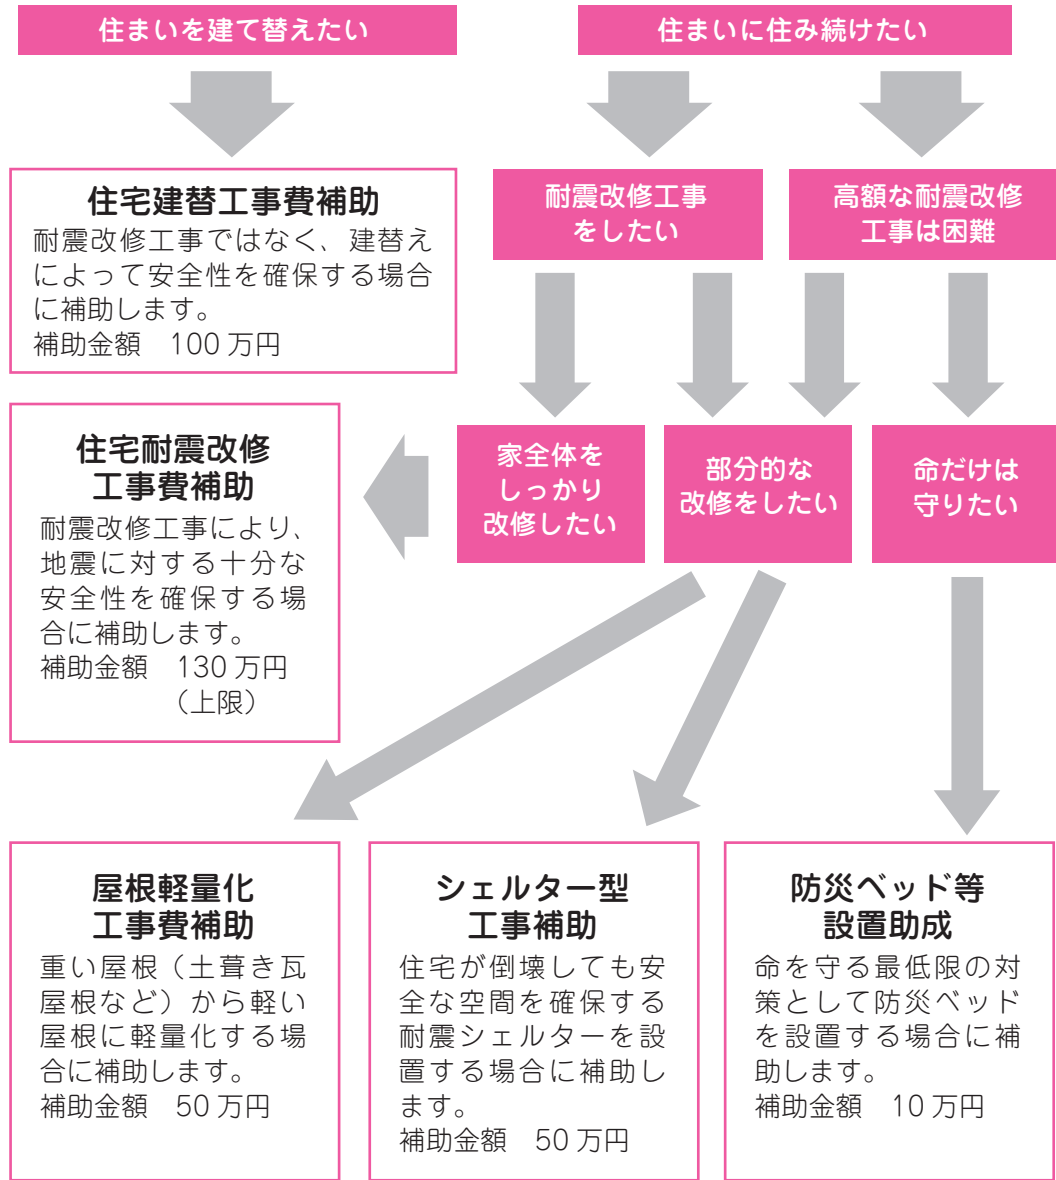 住まいを建て替えたい
住まいに住み続けたい
住宅建替工事費補助
耐震改修工事ではなく、建替え
によって安全性を確保する場合
に補助します。
補助金額　100 万円
耐震改修工事
をしたい
高額な耐震改修
工事は困難
住宅耐震改修
工事費補助
耐震改修工事により、
地震に対する十分な
安全性を確保する場
合に補助します。
補助金額　130 万円
（上限）
家全体を
しっかり
改修したい
部分的な
改修をしたい
命だけは
守りたい
屋根軽量化
工事費補助
重い屋根（土葺き瓦
屋根など）から軽い
屋根に軽量化する場
合に補助します。
補助金額　50 万円
シェルター型
工事補助
住宅が倒壊しても安
全な空間を確保する
耐震シェルターを設
置する場合に補助し
ます。
補助金額　50 万円
防災ベッド等
設置助成
命を守る最低限の対
策として防災ベッド
を設置する場合に補
助します。
補助金額　10 万円